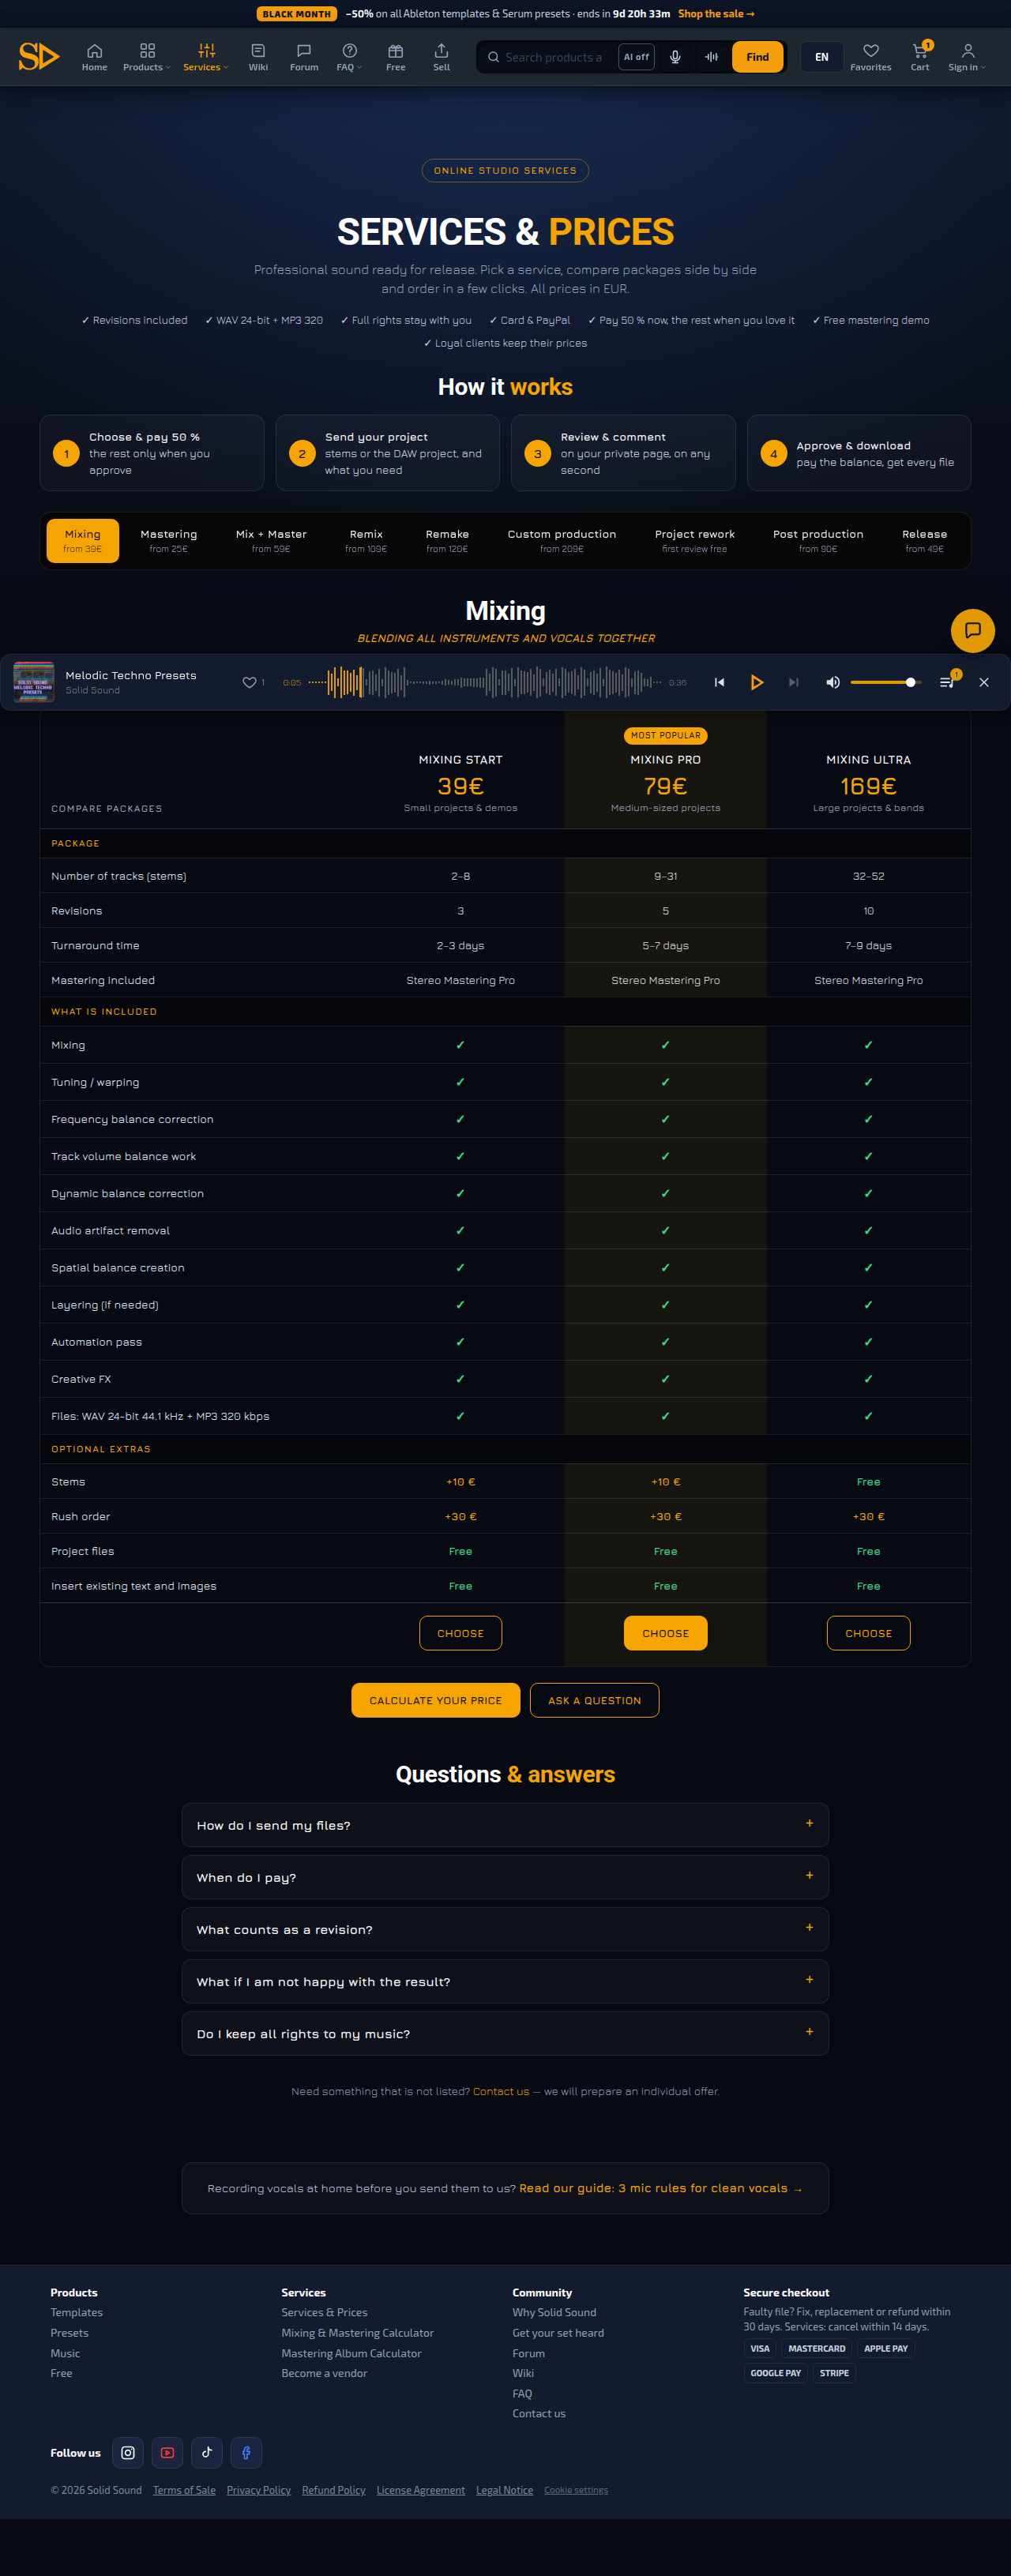 BLACK MONTH −50% on all Ableton templates & Serum presets · ends in 9d 20h 33m Shop the sale →
Home Products Services Wiki Forum FAQ Free Sell Search products a AI off Find EN Favorites Cart 1 Sign in
ONLINE STUDIO SERVICES
SERVICES & PRICES
Professional sound ready for release. Pick a service, compare packages side by side
and order in a few clicks. All prices in EUR.
✓ Revisions included ✓ WAV 24-bit + MP3 320 ✓ Full rights stay with you ✓ Card & PayPal ✓ Pay 50 % now, the rest when you love it ✓ Free mastering demo
✓ Loyal clients keep their prices
How it works
1
Choose & pay 50 %
the rest only when you
approve
2
Send your project
stems or the DAW project, and
what you need
3
Review & comment
on your private page, on any
second
4
Approve & download
pay the balance, get every file
Mixing Mastering Mix + Master Remix Remake Custom production Project rework Post production Release
from 39€ from 25€ from 59€ from 109€ from 120€ from 209€ first review free from 90€ from 49€
Mixing
BLENDING ALL INSTRUMENTS AND VOCALS TOGETHER
SOLID SOUND
MELODIC TECHNO
PRESETS
Melodic Techno Presets
Solid Sound
1 0:05 0:36 1
MOST POPULAR
MIXING START MIXING PRO MIXING ULTRA
39€ 79€ 169€
COMPARE PACKAGES Small projects & demos Medium-sized projects Large projects & bands
PACKAGE
Number of tracks (stems) 2–8 9–31 32–52
Revisions 3 5 10
Turnaround time 2–3 days 5–7 days 7–9 days
Mastering included Stereo Mastering Pro Stereo Mastering Pro Stereo Mastering Pro
WHAT IS INCLUDED
Mixing ✓ ✓ ✓
Tuning / warping ✓ ✓ ✓
Frequency balance correction ✓ ✓ ✓
Track volume balance work ✓ ✓ ✓
Dynamic balance correction ✓ ✓ ✓
Audio artifact removal ✓ ✓ ✓
Spatial balance creation ✓ ✓ ✓
Layering (if needed) ✓ ✓ ✓
Automation pass ✓ ✓ ✓
Creative FX ✓ ✓ ✓
Files: WAV 24-bit 44.1 kHz + MP3 320 kbps ✓ ✓ ✓
OPTIONAL EXTRAS
Stems +10 € +10 € Free
Rush order +30 € +30 € +30 €
Project files Free Free Free
Insert existing text and images Free Free Free
CHOOSE CHOOSE CHOOSE
CALCULATE YOUR PRICE ASK A QUESTION
Questions & answers
How do I send my files? +
When do I pay? +
What counts as a revision? +
What if I am not happy with the result? +
Do I keep all rights to my music? +
Need something that is not listed? Contact us — we will prepare an individual offer.
Recording vocals at home before you send them to us? Read our guide: 3 mic rules for clean vocals →
Products
Templates
Presets
Music
Free
Services
Services & Prices
Mixing & Mastering Calculator
Mastering Album Calculator
Become a vendor
Community
Why Solid Sound
Get your set heard
Forum
Wiki
FAQ
Contact us
Secure checkout
Faulty file? Fix, replacement or refund within
30 days. Services: cancel within 14 days.
VISA MASTERCARD APPLE PAY
GOOGLE PAY STRIPE
Follow us
© 2026 Solid Sound Terms of Sale Privacy Policy Refund Policy License Agreement Legal Notice Cookie settings